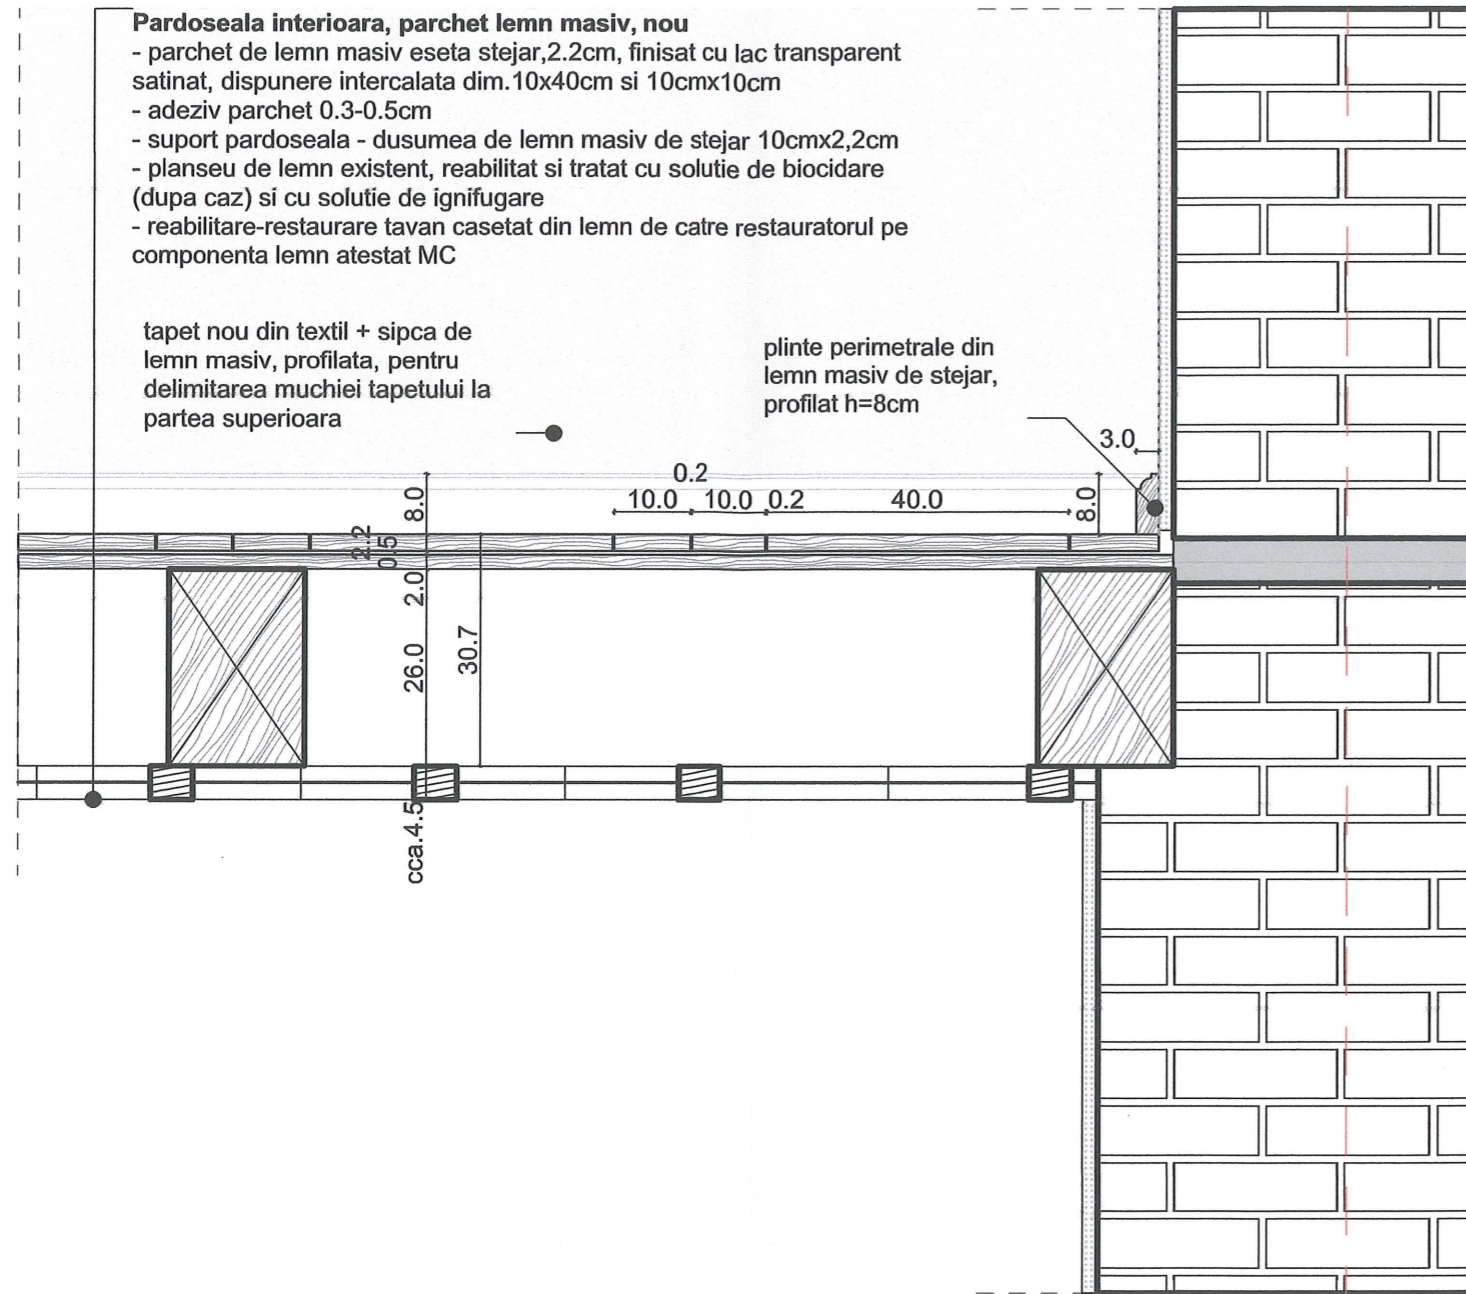 Pardoseala interioara, parchet lemn masiv, nou
- parchet de lemn masiv eseta stejar,2.2cm, finisat cu lac transparent
satinat, dispunere intercalata dim.10x40cm si 10cmx10cm
- adeziv parchet 0.3-0.5cm
- suport pardoseala - dusumea de lemn masiv de stejar 10cmx2,2cm
- planseu de lemn existent, reabilitat si tratat cu solutie de biocidare
(dupa caz) si cu solutie de ignifugare
- reabilitare-restaurare tavan casetat din lemn de catre restauratorul pe
componenta lemn atestat MC
tapet nou din textil + sipca de
lemn masiv, profilata, pentru
delimitarea muchiei tapetului la
partea superioara
plinte perimetrale din
lemn masiv de stejar,
profilat h=8cm
3.0
0.2
8.0
10.0 10.0 0.2 40.0
8.0
2.2
0.5
2.0
26.0
30.7
cca.4.5